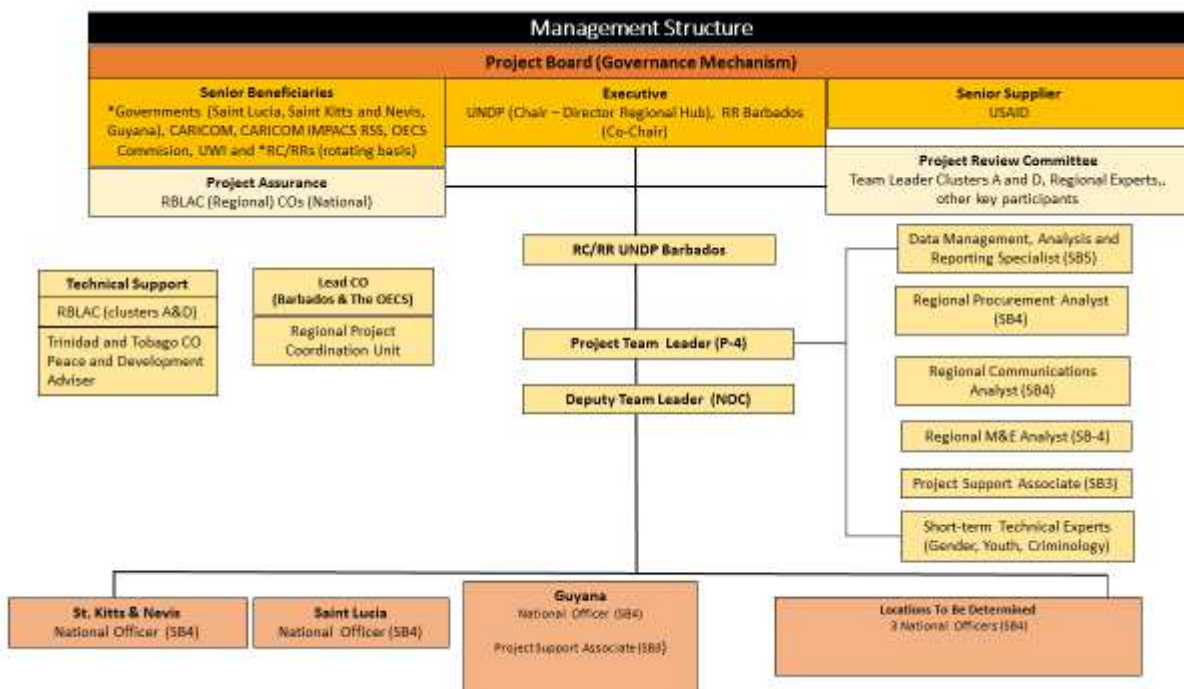 Management Structure
Project Board (Governance Mechanism)
Senior Beneficiaries
*Governments (Saint Lucia, Saint Kitts and Nevis,
Guyana), CARICOM, CARICOM IMPACS RSS, OECS
Commision, UWI and *RC/RRs (rotating basis)
Executive
UNDP (Chair – Director Regional Hub), RR Barbados
(Co-Chair)
Senior Supplier
USAID
Project Assurance
RBLAC (Regional) COs (National)
Project Review Committee
Team Leader Clusters A and D, Regional Experts,,
other key participants
RC/RR UNDP Barbados
Technical Support
RBLAC (clusters A&D)
Trinidad and Tobago CO
Peace and Development
Adviser
Lead CO
(Barbados & The OECS)
Regional Project
Coordination Unit
Project Team Leader (P-4)
Deputy Team Leader (NOC)
Data Management, Analysis and
Reporting Specialist (SB5)
Regional Procurement Analyst
(SB4)
Regional Communications
Analyst (SB4)
Regional M&E Analyst (SB-4)
Project Support Associate (SB3)
Short-term Technical Experts
(Gender, Youth, Criminology)
St. Kitts & Nevis
National Officer (SB4)
Saint Lucia
National Officer (SB4)
Guyana
National Officer (SB4)
Project Support Associate (SB3)
Locations To Be Determined
3 National Officers (SB4)